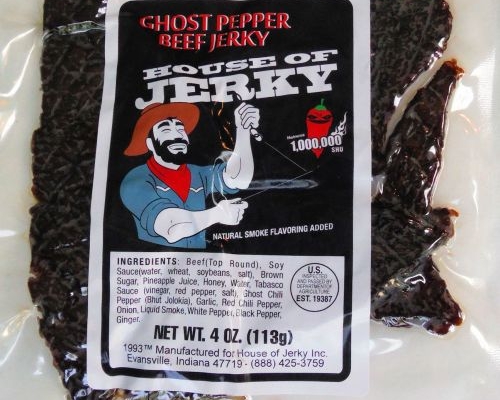 GHOST PEPPER
BEEF JERKY
HOUSE OF
JERKY
1,000,000
SHU
NATURAL SMOKE FLAVORING ADDED
INGREDIENTS: Beef(Top Round), Soy
Sauce(water, wheat, soybeans, salt), Brown
Sugar, Pineapple Juice, Honey, Water, Tabasco
Sauce (vinegar, red pepper, salt), Ghost Chili
Pepper (Bhut Jolokia), Garlic, Red Chili Pepper,
Onion, Liquid Smoke, White Pepper, Black Pepper,
Ginger.
U.S.
INSPECTED
AND PASSED BY
DEPARTMENT OF
AGRICULTURE
EST. 19387
NET WT. 4 OZ. (113g)
1993™ Manufactured for House of Jerky Inc.
Evansville, Indiana 47719 - (888) 425-3759